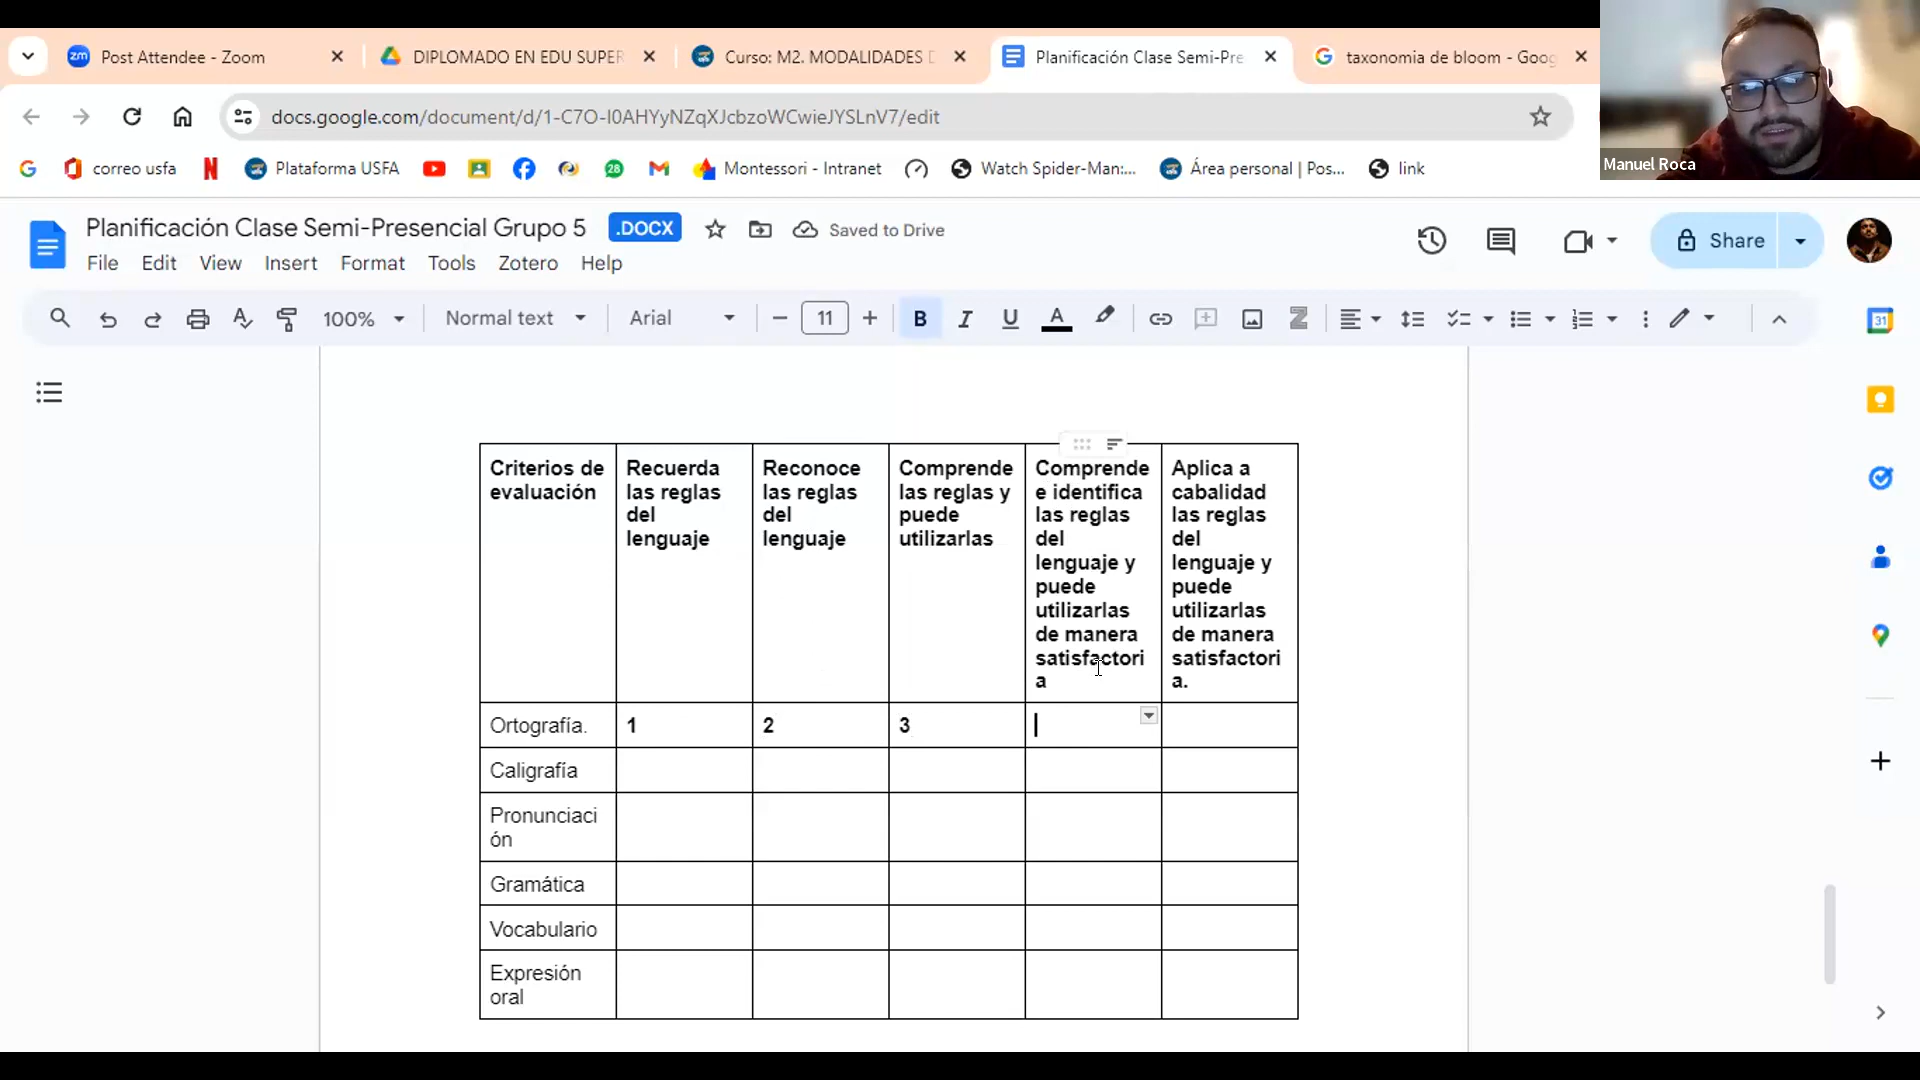 Post Attendee - Zoom
DIPLOMADO EN EDU SUPER
Curso: M2. MODALIDADES D
Planificación Clase Semi-Pre
taxonomia de bloom - Goog
docs.google.com/document/d/1-C7O-I0AHYyNZqXJcbzoWCwieJYSLnV7/edit
correo usfa
Plataforma USFA
Montessori - Intranet
Watch Spider-Man:...
Área personal | Pos...
link
Manuel Roca
Planificación Clase Semi-Presencial Grupo 5
.DOCX
Saved to Drive
Share
File Edit View Insert Format Tools Zotero Help
100%
Normal text
Arial
11
B I U A
31
Criterios de
evaluación
Recuerda
las reglas
del
lenguaje
Reconoce
las reglas
del
lenguaje
Comprende
las reglas y
puede
utilizarlas
Comprende
e identifica
las reglas
del
lenguaje y
puede
utilizarlas
de manera
satisfactori
a
Aplica a
cabalidad
las reglas
del
lenguaje y
puede
utilizarlas
de manera
satisfactori
a.
Ortografía. 1 2 3
Caligrafía
Pronunciaci
ón
Gramática
Vocabulario
Expresión
oral